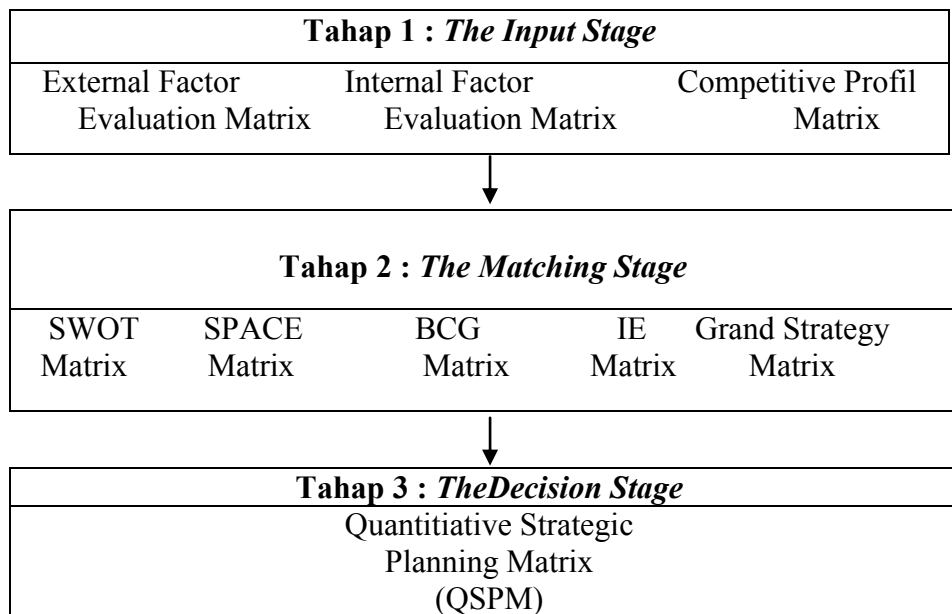 Tahap 1 : The Input Stage
External Factor Internal Factor Competitive Profil
Evaluation Matrix Evaluation Matrix Matrix
Tahap 2 : The Matching Stage
SWOT SPACE BCG IE Grand Strategy
Matrix Matrix Matrix Matrix Matrix
Tahap 3 : TheDecision Stage
Quantitiative Strategic
Planning Matrix
(QSPM)